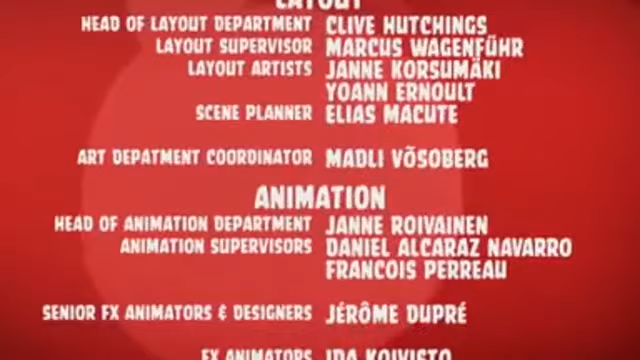 LAYOUT
HEAD OF LAYOUT DEPARTMENT CLIVE HUTCHINGS
LAYOUT SUPERVISOR MARCUS WAGENFÜHR
LAYOUT ARTISTS JANNE KORSUMÄKI
YOANN ERNOULT
SCENE PLANNER ELIAS MACUTE
ART DEPATMENT COORDINATOR MADLI VÕSOBERG
ANIMATION
HEAD OF ANIMATION DEPARTMENT JANNE ROIVAINEN
ANIMATION SUPERVISORS DANIEL ALCARAZ NAVARRO
FRANCOIS PERREAU
SENIOR FX ANIMATORS & DESIGNERS JÉRÔME DUPRÉ
FX ANIMATORS IDA KOIVISTO